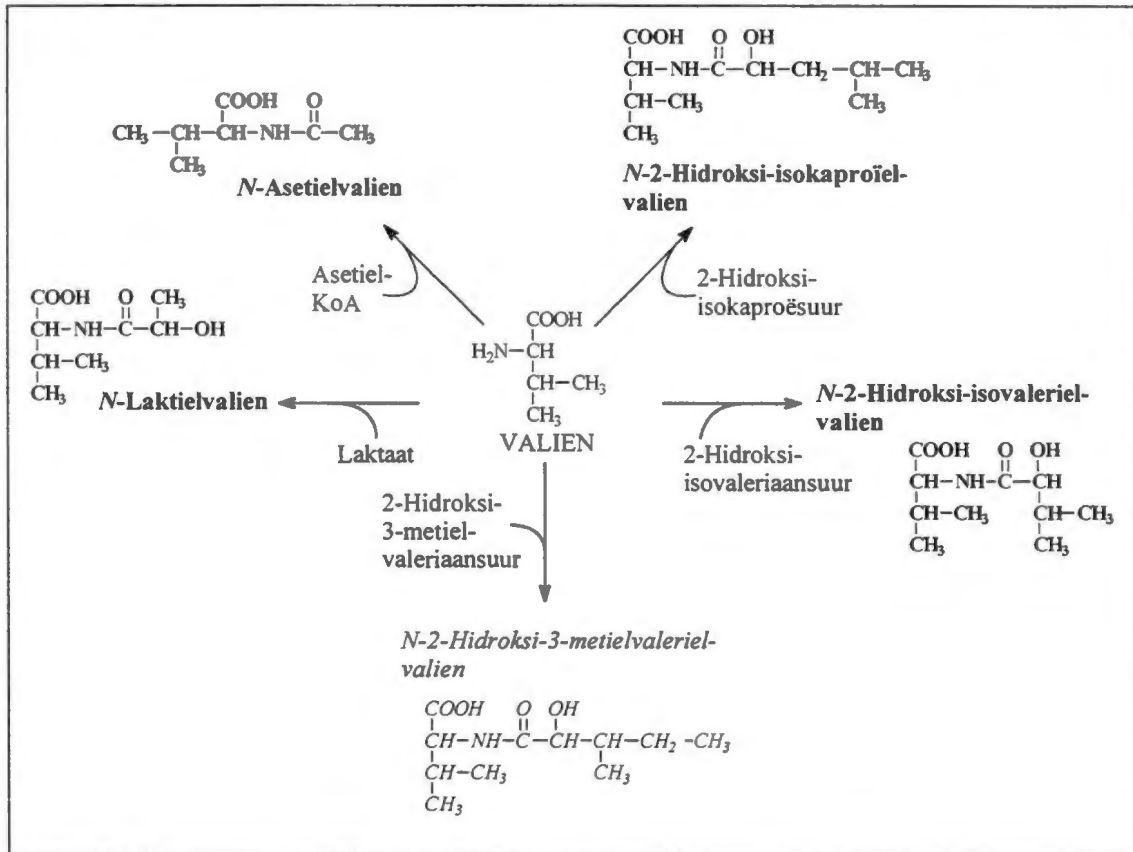 COOH O OH
CH–NH–C–CH–CH₂–CH–CH₃
CH–CH₃ CH₃
CH₃
N-2-Hidroksi-isokaproïel-
valien
COOH O
CH₃–CH–CH–NH–C–CH₃
CH₃
N-Asetielvalien
Asetiel-
KoA
2-Hidroksi-
isokaproësuur
COOH O CH₃
CH–NH–C–CH–OH
CH–CH₃
CH₃
N-Laktielvalien
COOH
H₂N–CH
CH–CH₃
CH₃
VALIEN
Laktaat
2-Hidroksi-
isovaleriaansuur
N-2-Hidroksi-isovaleriel-
valien
COOH O OH
CH–NH–C–CH
CH–CH₃ CH–CH₃
CH₃ CH₃
2-Hidroksi-
3-metiel-
valeriaansuur
N-2-Hidroksi-3-metielvaleriel-
valien
COOH O OH
CH–NH–C–CH–CH–CH₂-CH₃
CH–CH₃ CH₃
CH₃